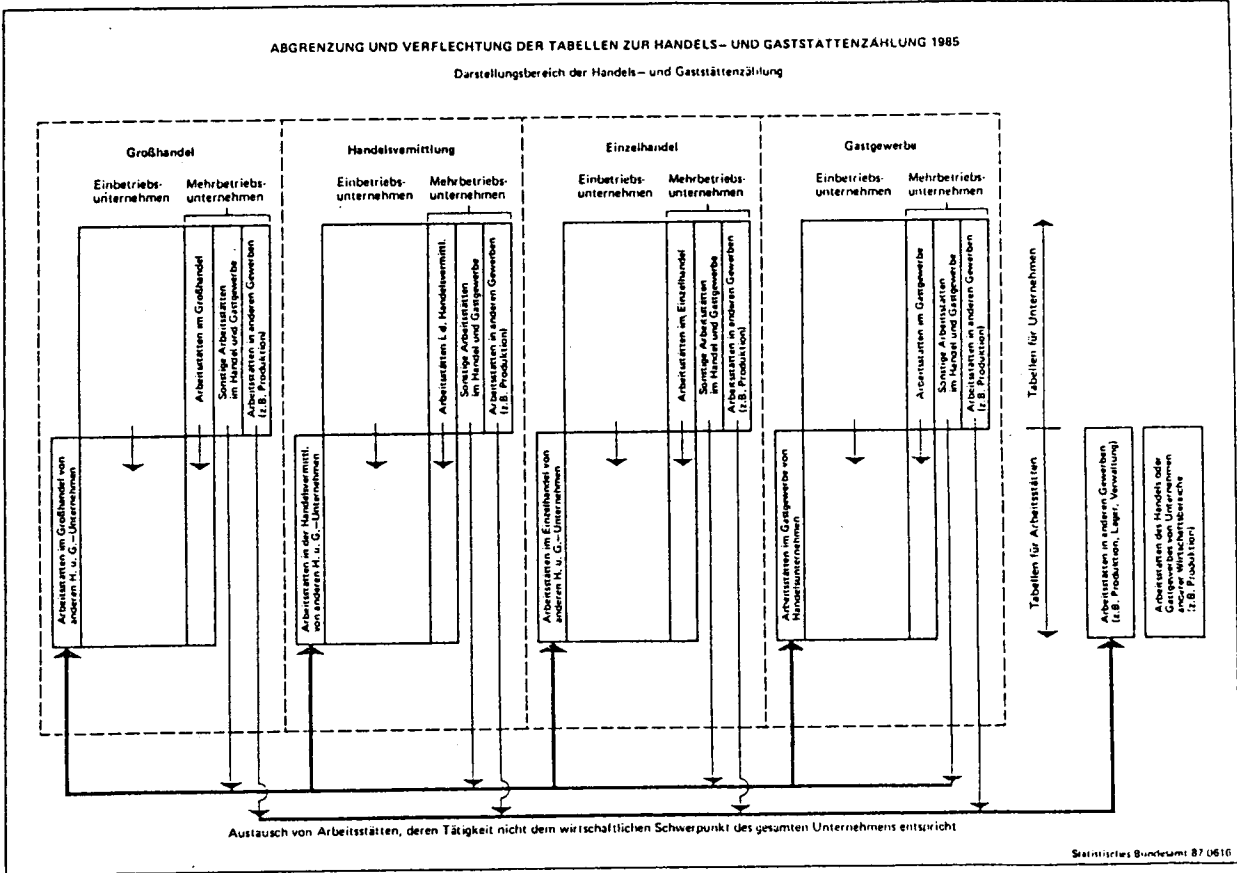 ABGRENZUNG UND VERFLECHTUNG DER TABELLEN ZUR HANDELS– UND GASTSTATTENZÄHLUNG 1985
Darstellungsbereich der Handels– und Gaststättenzählung
Großhandel
Einbetriebs-
unternehmen
Mehrbetriebs-
unternehmen
Arbeitsstätten im Großhandel
Sonstige Arbeitsstätten
im Handel und Gastgewerbe
Arbeitsstätten in anderen Gewerben
(z.B. Produktion)
Arbeitsstätten im Großhandel von
anderen H. u. G.–Unternehmen
Handelsvermittlung
Einbetriebs-
unternehmen
Mehrbetriebs-
unternehmen
Arbeitsstätten i. d. Handelsvermittl.
Sonstige Arbeitsstätten
im Handel und Gastgewerbe
Arbeitsstätten in anderen Gewerben
(z.B. Produktion)
Arbeitsstätten in der Handelsvermittl.
von anderen H. u. G.–Unternehmen
Einzelhandel
Einbetriebs-
unternehmen
Mehrbetriebs-
unternehmen
Arbeitsstätten im Einzelhandel
Sonstige Arbeitsstätten
im Handel und Gastgewerbe
Arbeitsstätten in anderen Gewerben
(z.B. Produktion)
Arbeitsstätten im Einzelhandel von
anderen H. u. G.–Unternehmen
Gastgewerbe
Einbetriebs-
unternehmen
Mehrbetriebs-
unternehmen
Arbeitsstätten im Gastgewerbe
Sonstige Arbeitsstätten
im Handel und Gastgewerbe
Arbeitsstätten in anderen Gewerben
(z.B. Produktion)
Arbeitsstätten im Gastgewerbe von
Handelsunternehmen
Tabellen für Unternehmen
Tabellen für Arbeitsstätten
Arbeitsstätten in anderen Gewerben
(z.B. Produktion, Lager, Verwaltung)
Arbeitsstätten des Handels oder
Gastgewerbes von Unternehmen
anderer Wirtschaftsbereiche
(z.B. Produktion)
Austausch von Arbeitsstätten, deren Tätigkeit nicht dem wirtschaftlichen Schwerpunkt des gesamten Unternehmens entspricht
Statistisches Bundesamt 87 0616